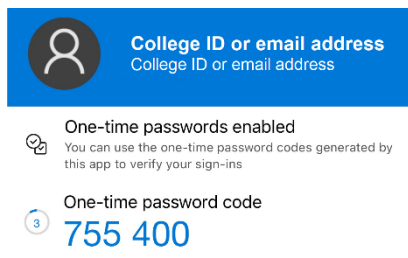 College ID or email address
College ID or email address
One-time passwords enabled
You can use the one-time password codes generated by
this app to verify your sign-ins
One-time password code
3
755 400